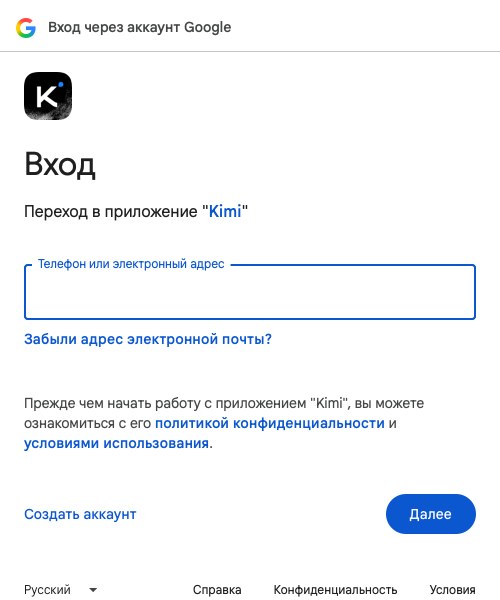 Вход через аккаунт Google
K
Вход
Переход в приложение "Kimi"
Телефон или электронный адрес
Забыли адрес электронной почты?
Прежде чем начать работу с приложением "Kimi", вы можете
ознакомиться с его политикой конфиденциальности и
условиями использования.
Создать аккаунт
Далее
Русский
Справка
Конфиденциальность
Условия